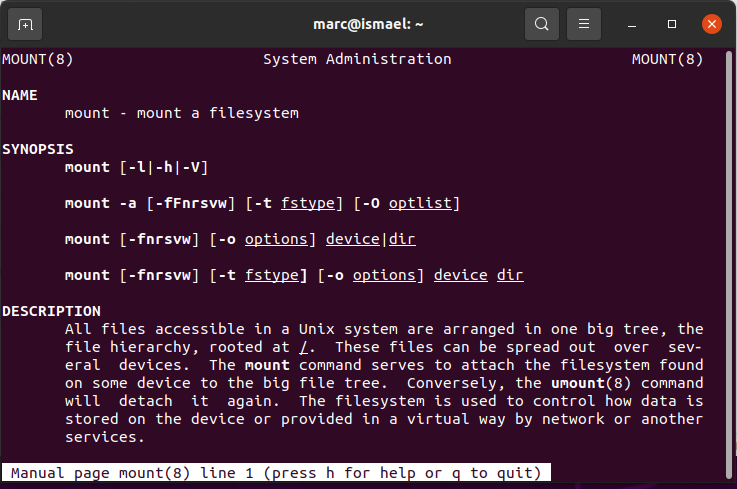 marc@ismael: ~
MOUNT(8)                     System Administration                    MOUNT(8)
NAME
       mount - mount a filesystem
SYNOPSIS
       mount [-l|-h|-V]
       mount -a [-fFnrsvw] [-t fstype] [-O optlist]
       mount [-fnrsvw] [-o options] device|dir
       mount [-fnrsvw] [-t fstype] [-o options] device dir
DESCRIPTION
       All files accessible in a Unix system are arranged in one big tree, the
       file hierarchy, rooted at /.  These files can be spread out  over  sev-
       eral  devices.  The mount command serves to attach the filesystem found
       on some device to the big file tree.  Conversely, the umount(8) command
       will  detach  it  again.  The filesystem is used to control how data is
       stored on the device or provided in a virtual way by network or another
       services.
 Manual page mount(8) line 1 (press h for help or q to quit)